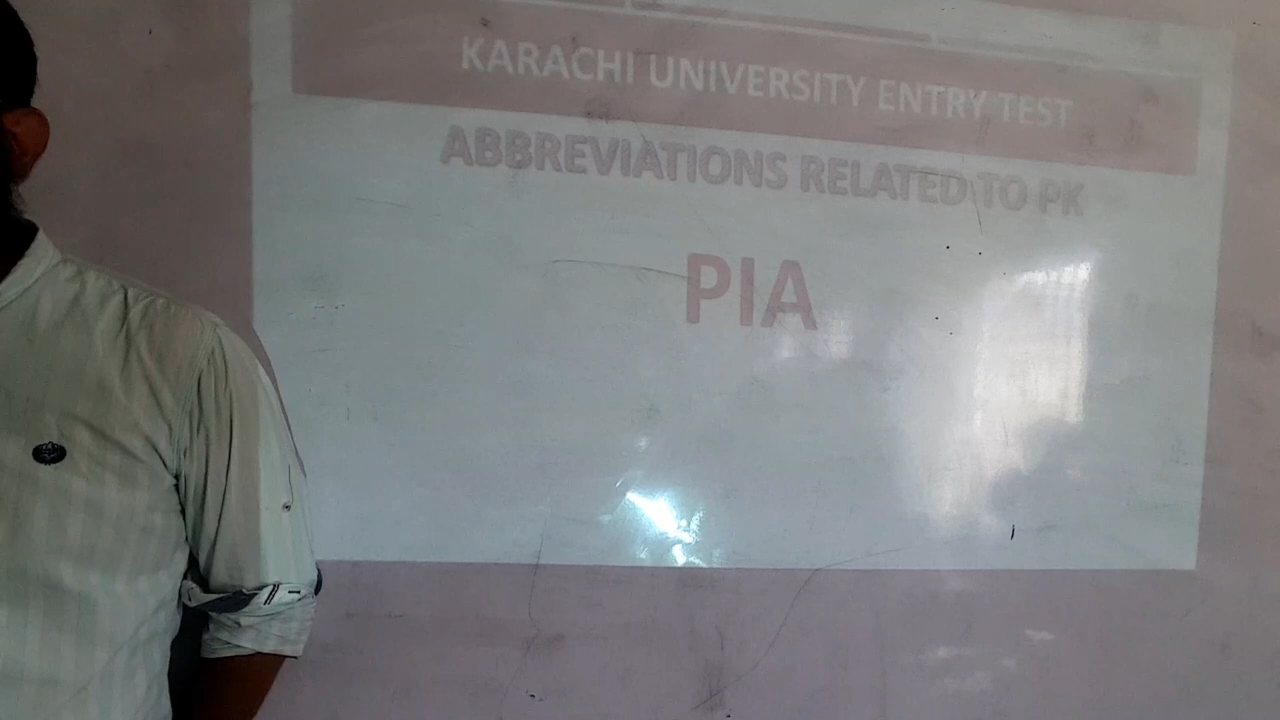 KARACHI UNIVERSITY ENTRY TEST
ABBREVIATIONS RELATED TO PK
PIA